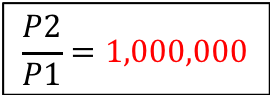 P2
P1 = 1,000,000